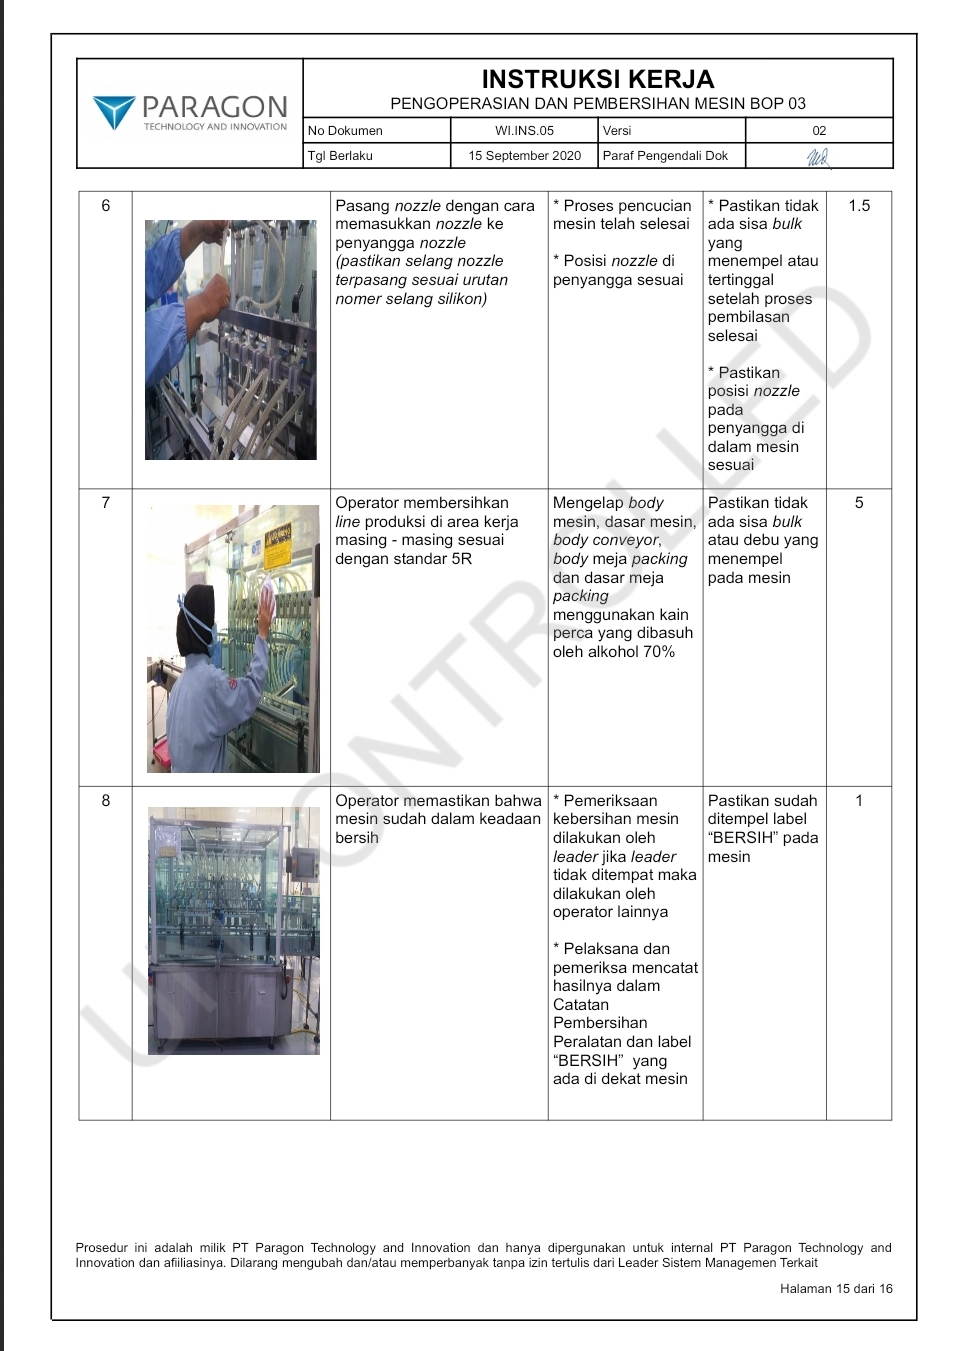 PARAGON
TECHNOLOGY AND INNOVATION
INSTRUKSI KERJA
PENGOPERASIAN DAN PEMBERSIHAN MESIN BOP 03
No Dokumen
WI.INS.05
Versi
02
Tgl Berlaku
15 September 2020
Paraf Pengendali Dok
6
Pasang nozzle dengan cara
memasukkan nozzle ke
penyangga nozzle
(pastikan selang nozzle
terpasang sesuai urutan
nomer selang silikon)
* Proses pencucian
mesin telah selesai
* Posisi nozzle di
penyangga sesuai
* Pastikan tidak
ada sisa bulk
yang
menempel atau
tertinggal
setelah proses
pembilasan
selesai
* Pastikan
posisi nozzle
pada
penyangga di
dalam mesin
sesuai
1.5
7
Operator membersihkan
line produksi di area kerja
masing - masing sesuai
dengan standar 5R
Mengelap body
mesin, dasar mesin,
body conveyor,
body meja packing
dan dasar meja
packing
menggunakan kain
perca yang dibasuh
oleh alkohol 70%
Pastikan tidak
ada sisa bulk
atau debu yang
menempel
pada mesin
5
8
Operator memastikan bahwa
mesin sudah dalam keadaan
bersih
* Pemeriksaan
kebersihan mesin
dilakukan oleh
leader jika leader
tidak ditempat maka
dilakukan oleh
operator lainnya
* Pelaksana dan
pemeriksa mencatat
hasilnya dalam
Catatan
Pembersihan
Peralatan dan label
“BERSIH” yang
ada di dekat mesin
Pastikan sudah
ditempel label
“BERSIH” pada
mesin
1
UNCONTROLLED
Prosedur ini adalah milik PT Paragon Technology and Innovation dan hanya dipergunakan untuk internal PT Paragon Technology and
Innovation dan afiiliasinya. Dilarang mengubah dan/atau memperbanyak tanpa izin tertulis dari Leader Sistem Managemen Terkait
Halaman 15 dari 16